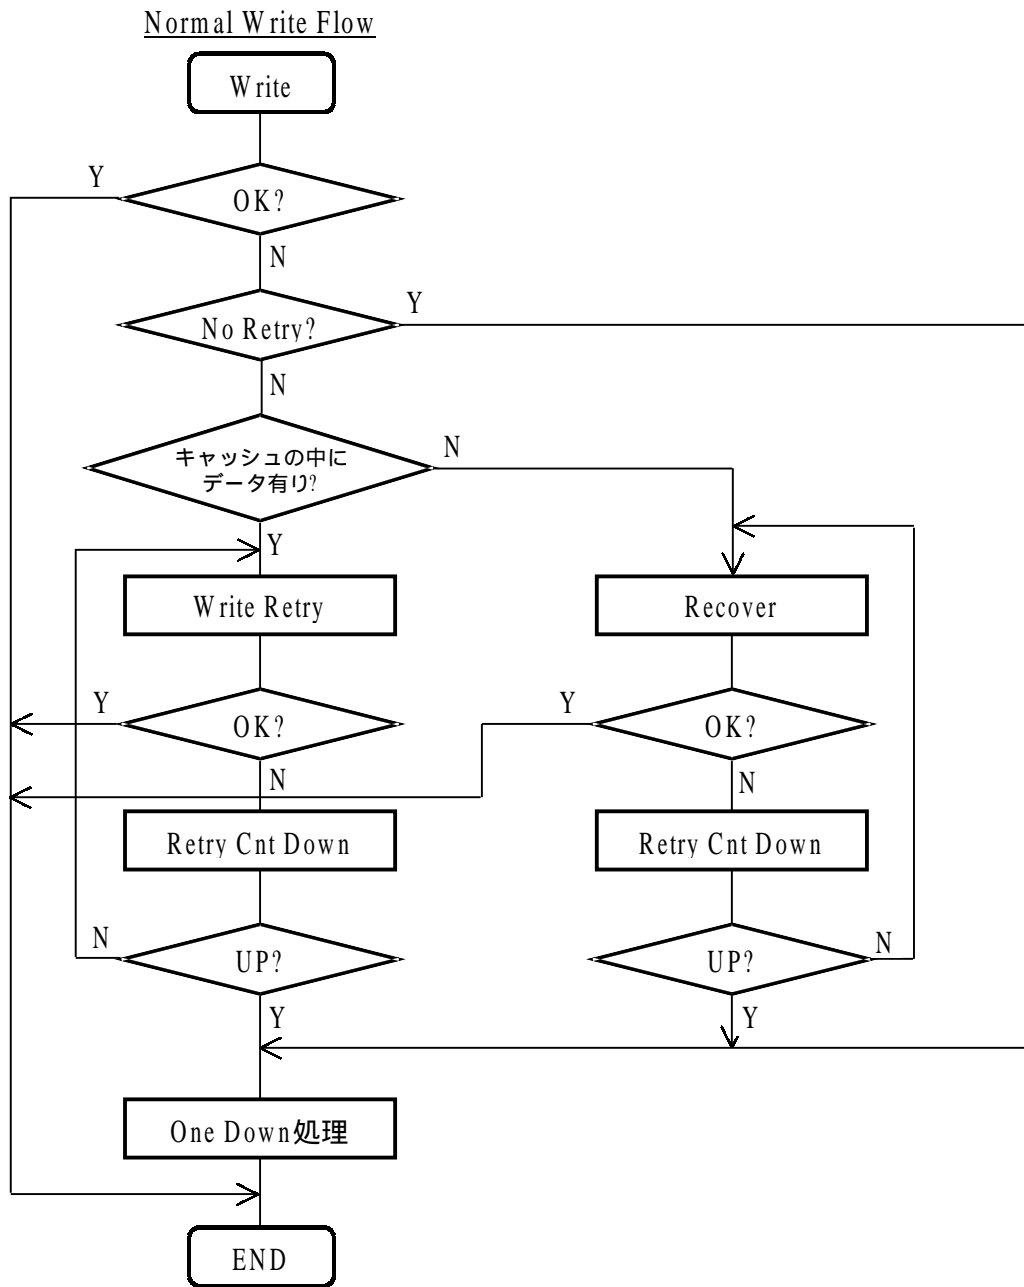 Normal Write Flow
Write
Y
OK?
N
No Retry?
Y
N
キャッシュの中に
データ有り?
N
Y
Write Retry
Recover
Y
OK?
Y
OK?
N
N
Retry Cnt Down
Retry Cnt Down
N
UP?
UP?
N
Y
Y
One Down処理
END